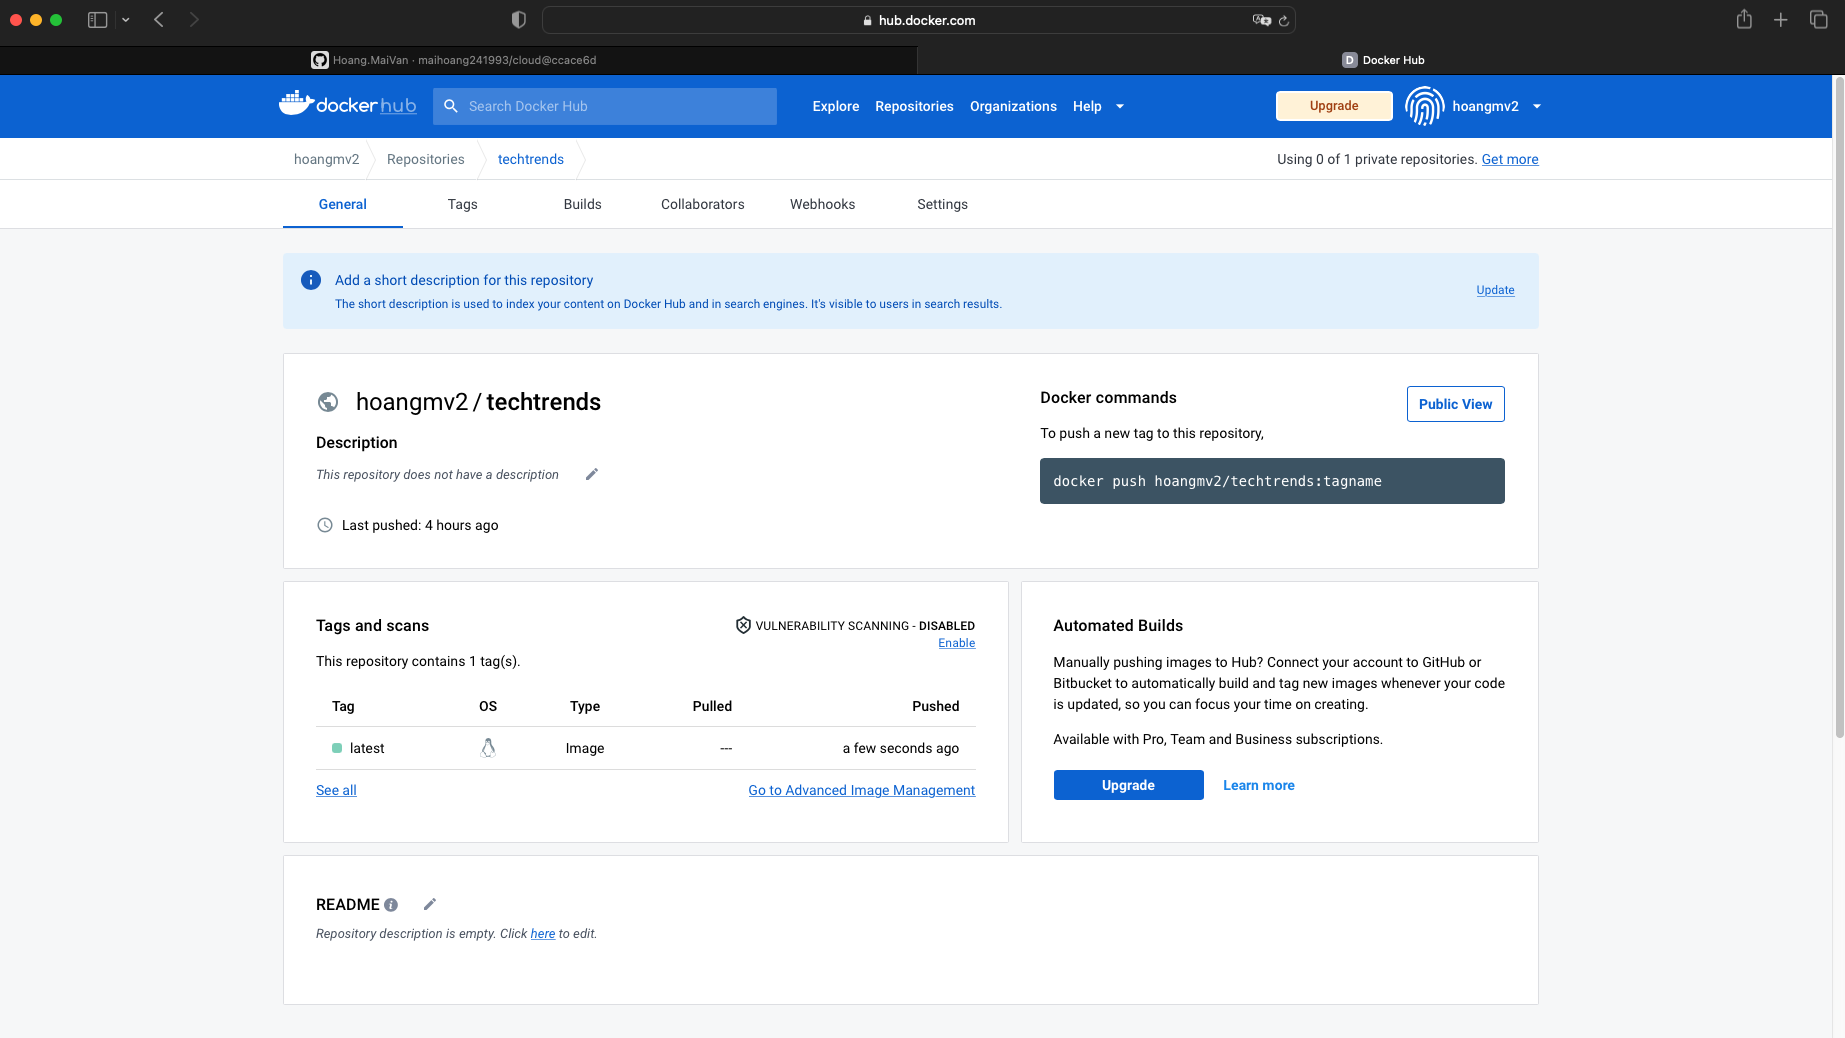 hub.docker.com
Hoang.MaiVan · maihoang241993/cloud@ccace6d
D Docker Hub
docker hub
Search Docker Hub
Explore Repositories Organizations Help
Upgrade
hoangmv2
hoangmv2 Repositories techtrends
Using 0 of 1 private repositories. Get more
General Tags Builds Collaborators Webhooks Settings
Add a short description for this repository
The short description is used to index your content on Docker Hub and in search engines. It's visible to users in search results.
Update
hoangmv2 / techtrends
Description
This repository does not have a description
Last pushed: 4 hours ago
Docker commands
Public View
To push a new tag to this repository,
docker push hoangmv2/techtrends:tagname
Tags and scans
VULNERABILITY SCANNING - DISABLED
Enable
This repository contains 1 tag(s).
Tag OS Type Pulled Pushed
latest Image --- a few seconds ago
See all
Go to Advanced Image Management
Automated Builds
Manually pushing images to Hub? Connect your account to GitHub or
Bitbucket to automatically build and tag new images whenever your code
is updated, so you can focus your time on creating.
Available with Pro, Team and Business subscriptions.
Upgrade
Learn more
README
Repository description is empty. Click here to edit.